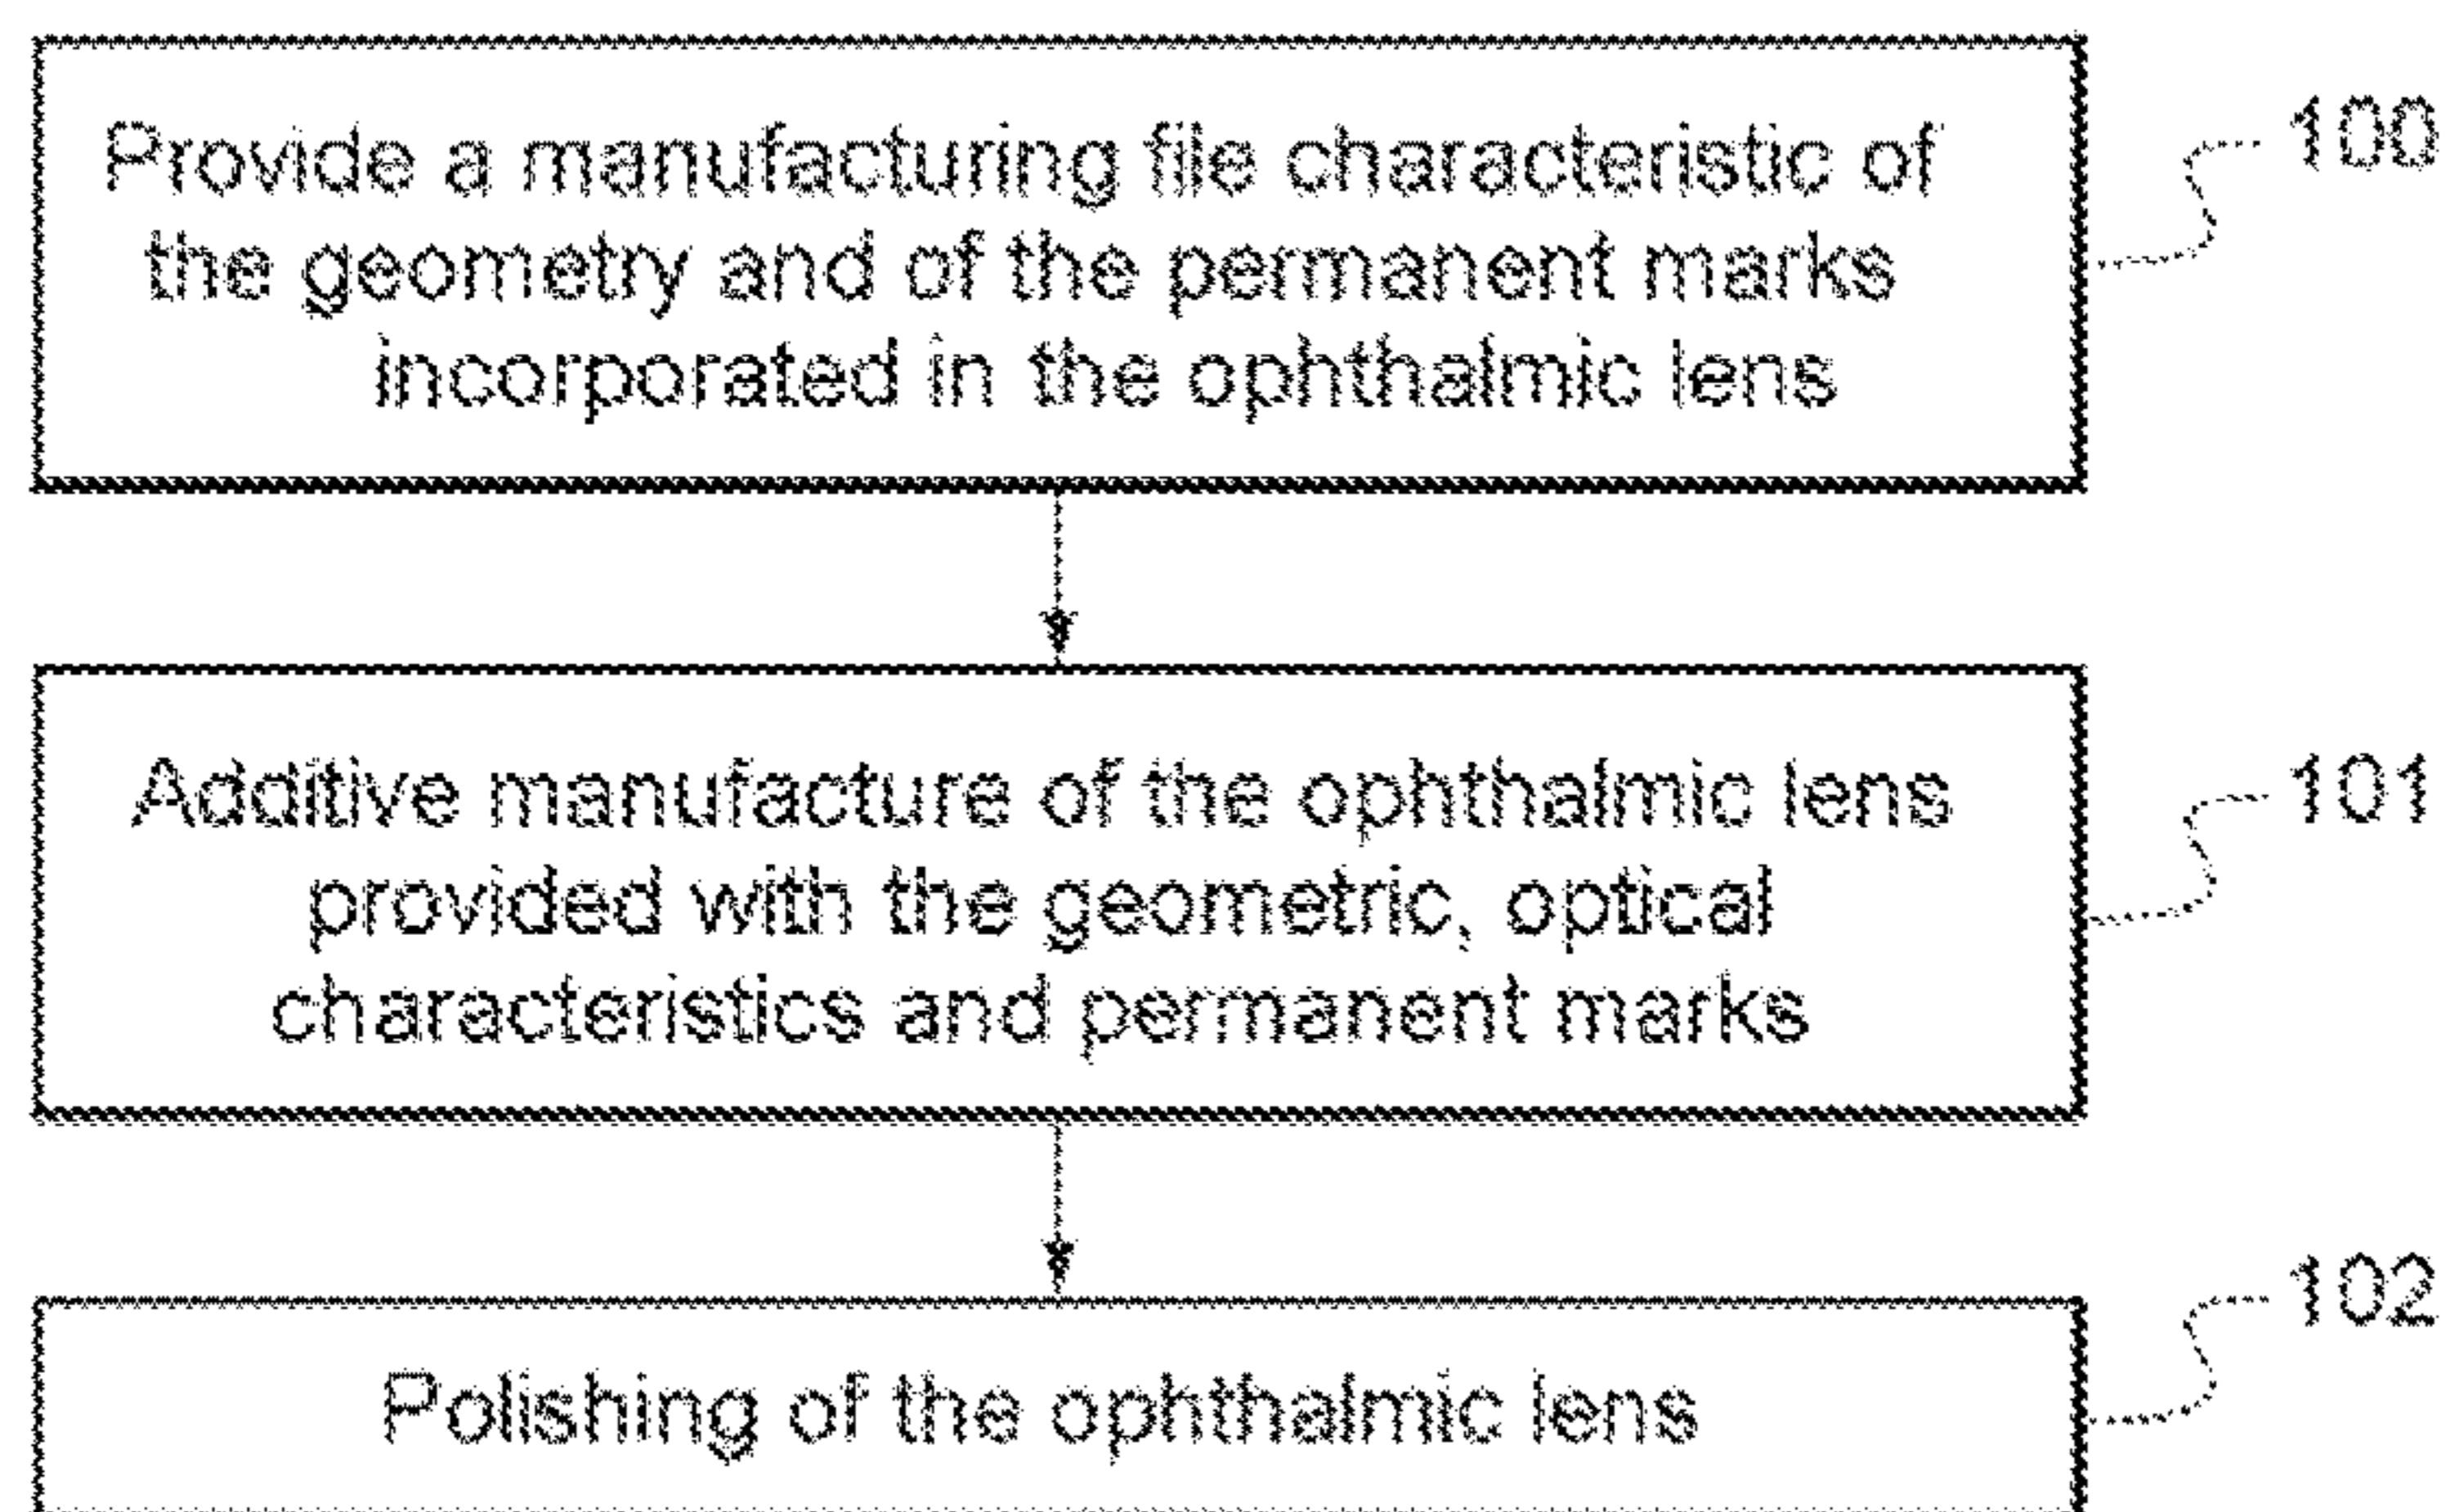 Provide a manufacturing file characteristic of
the geometry and of the permanent marks
incorporated in the ophthalmic lens
100
Additive manufacture of the ophthalmic lens
provided with the geometric, optical
characteristics and permanent marks
101
Polishing of the ophthalmic lens
102